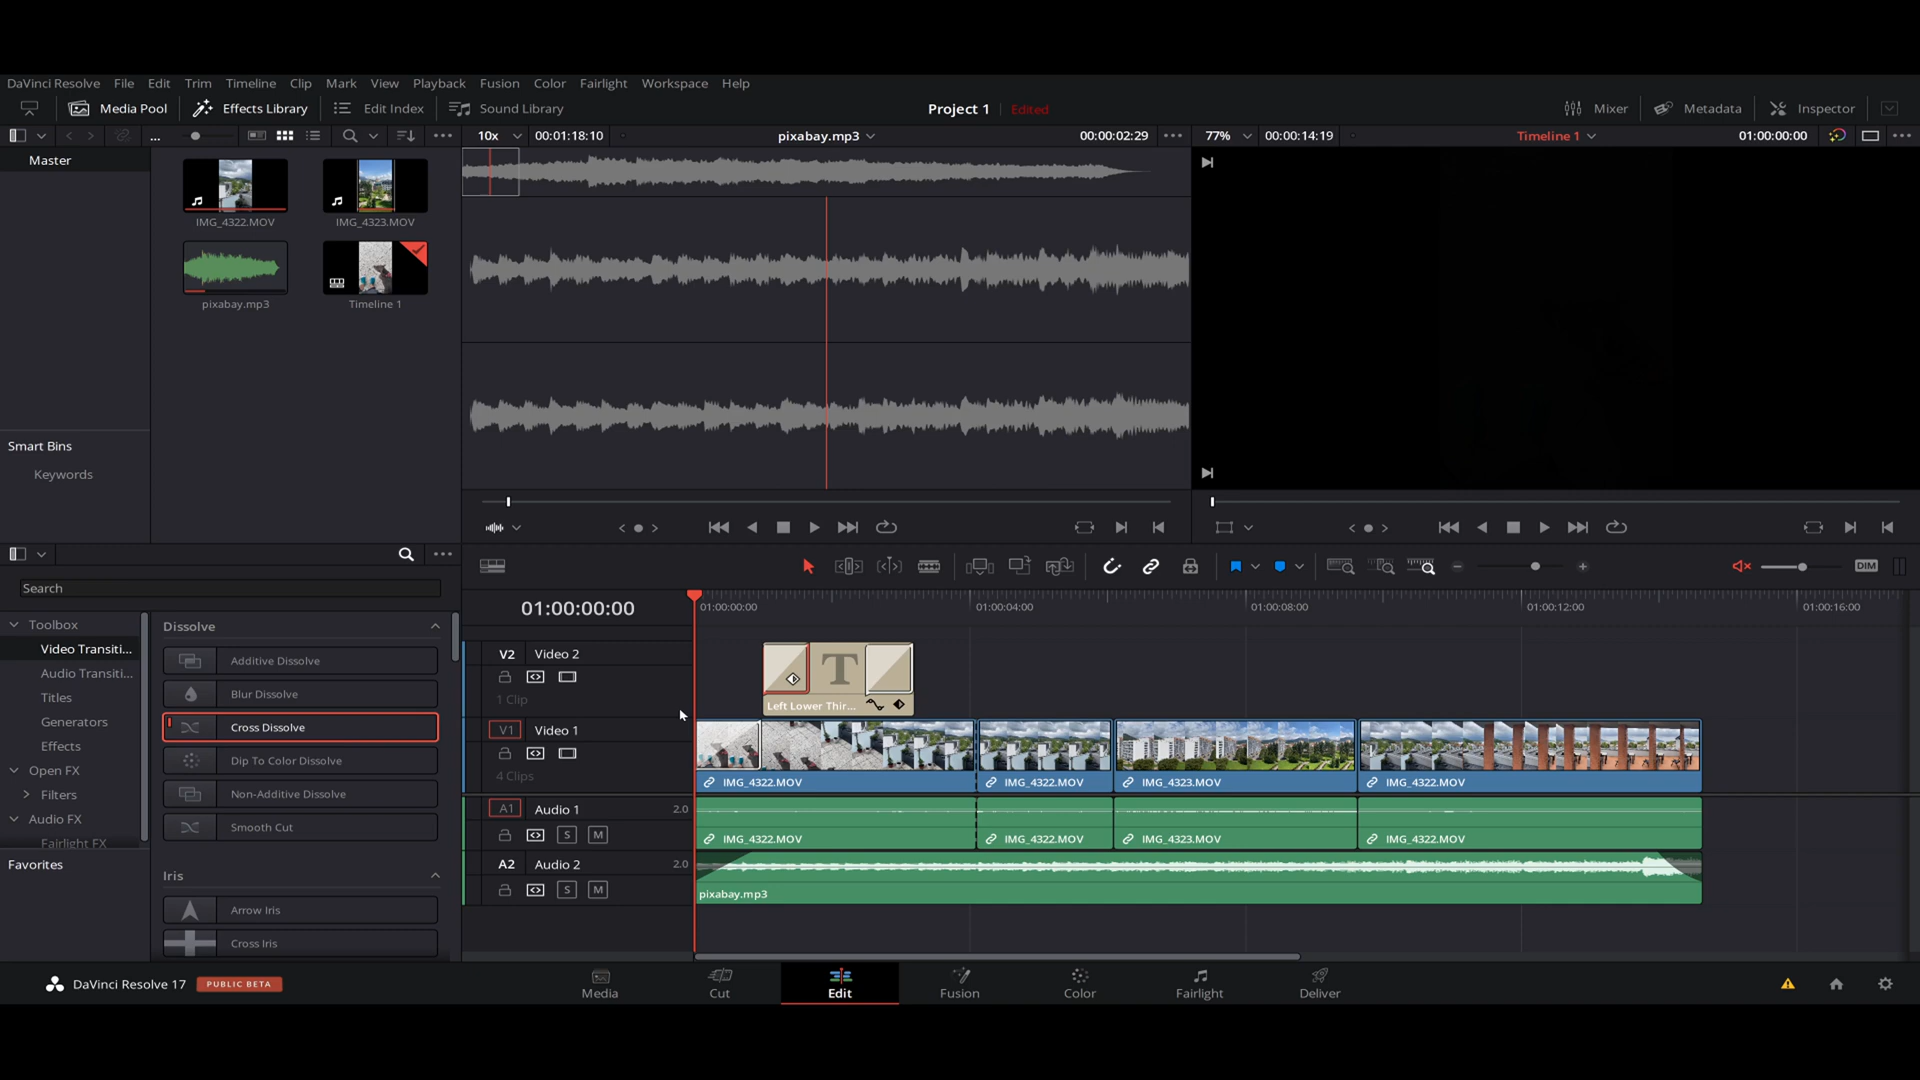 DaVinci Resolve File Edit Trim Timeline Clip Mark View Playback Fusion Color Fairlight Workspace Help
Media Pool Effects Library Edit Index Sound Library Project 1 Edited Mixer Metadata Inspector
... 10x 00:01:18:10 pixabay.mp3 00:00:02:29 77% 00:00:14:19 Timeline 1 01:00:00:00
Master
IMG_4322.MOV IMG_4323.MOV
pixabay.mp3 Timeline 1
Smart Bins
Keywords
Search
01:00:00:00 01:00:00:00 01:00:04:00 01:00:08:00 01:00:12:00 01:00:16:00
DIM
Toolbox
Video Transiti...
Audio Transiti...
Titles
Generators
Effects
Open FX
Filters
Audio FX
Fairlight FX
Favorites
Dissolve
Additive Dissolve
Blur Dissolve
Cross Dissolve
Dip To Color Dissolve
Non-Additive Dissolve
Smooth Cut
Iris
Arrow Iris
Cross Iris
V2 Video 2
1 Clip
T
Left Lower Thir...
V1 Video 1
4 Clips
IMG_4322.MOV IMG_4322.MOV IMG_4323.MOV IMG_4322.MOV
A1 Audio 1 2.0
S M
IMG_4322.MOV IMG_4322.MOV IMG_4323.MOV IMG_4322.MOV
A2 Audio 2 2.0
S M
pixabay.mp3
DaVinci Resolve 17 PUBLIC BETA
Media Cut Edit Fusion Color Fairlight Deliver